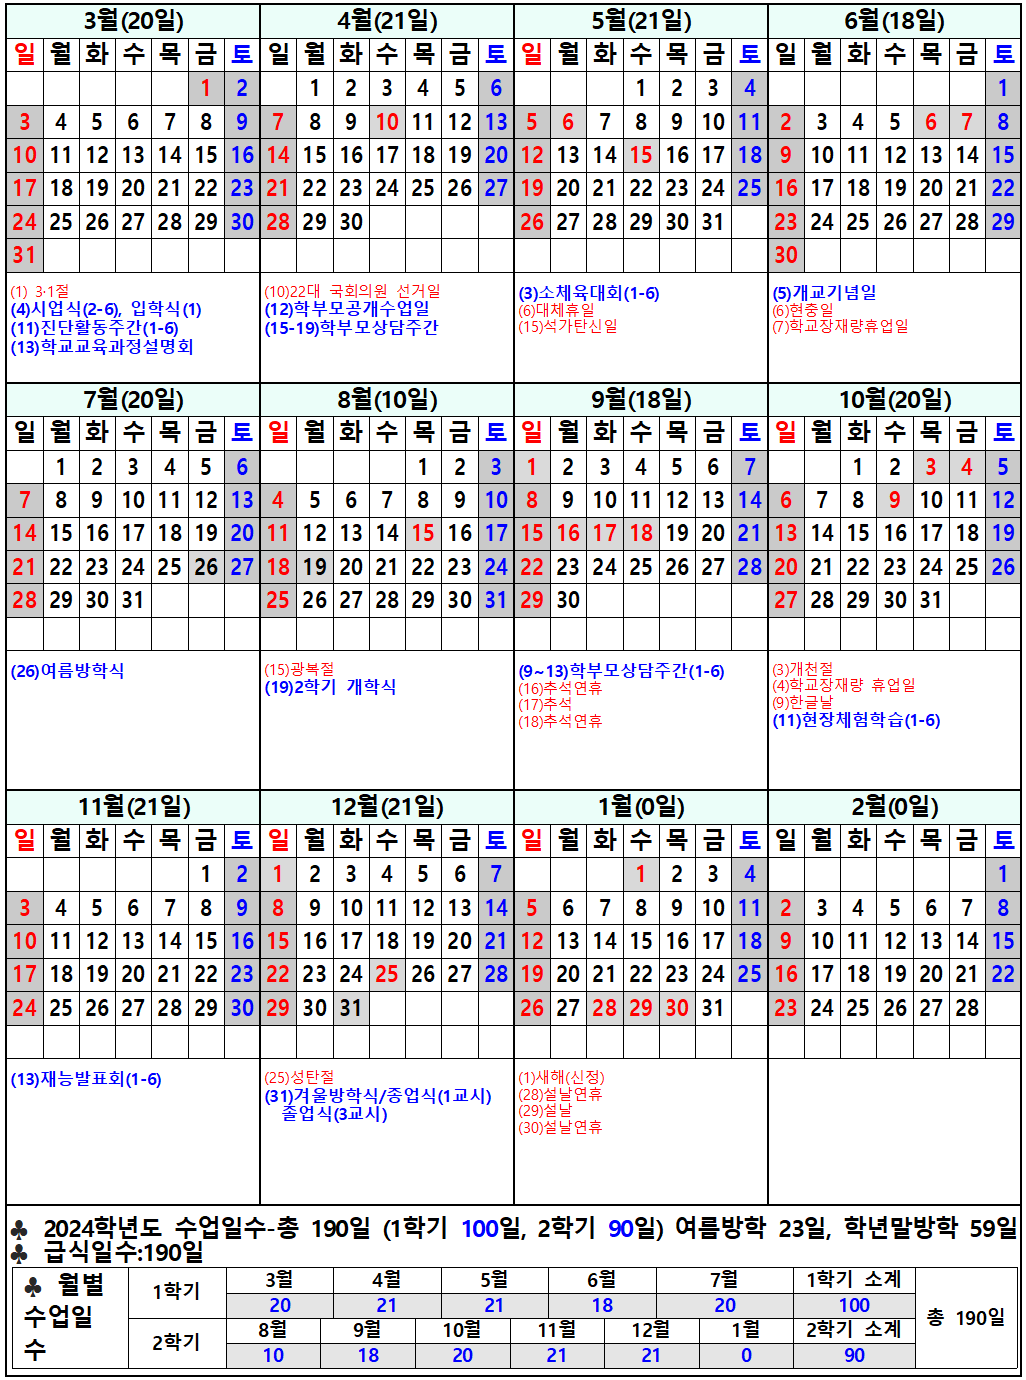 3월(20일) 4월(21일) 5월(21일) 6월(18일)
일 월 화 수 목 금 토 일 월 화 수 목 금 토 일 월 화 수 목 금 토 일 월 화 수 목 금 토
1 2 1 2 3 4 5 6 1 2 3 4 1
3 4 5 6 7 8 9 7 8 9 10 11 12 13 5 6 7 8 9 10 11 2 3 4 5 6 7 8
10 11 12 13 14 15 16 14 15 16 17 18 19 20 12 13 14 15 16 17 18 9 10 11 12 13 14 15
17 18 19 20 21 22 23 21 22 23 24 25 26 27 19 20 21 22 23 24 25 16 17 18 19 20 21 22
24 25 26 27 28 29 30 28 29 30 26 27 28 29 30 31 23 24 25 26 27 28 29
31 30
(1) 3·1절
(4)시업식(2-6), 입학식(1)
(11)진단활동주간(1-6)
(13)학교교육과정설명회
(10)22대 국회의원 선거일
(12)학부모공개수업일
(15-19)학부모상담주간
(3)소체육대회(1-6)
(6)대체휴일
(15)석가탄신일
(5)개교기념일
(6)현충일
(7)학교장재량휴업일
7월(20일) 8월(10일) 9월(18일) 10월(20일)
일 월 화 수 목 금 토 일 월 화 수 목 금 토 일 월 화 수 목 금 토 일 월 화 수 목 금 토
1 2 3 4 5 6 1 2 3 1 2 3 4 5 6 7 1 2 3 4 5
7 8 9 10 11 12 13 4 5 6 7 8 9 10 8 9 10 11 12 13 14 6 7 8 9 10 11 12
14 15 16 17 18 19 20 11 12 13 14 15 16 17 15 16 17 18 19 20 21 13 14 15 16 17 18 19
21 22 23 24 25 26 27 18 19 20 21 22 23 24 22 23 24 25 26 27 28 20 21 22 23 24 25 26
28 29 30 31 25 26 27 28 29 30 31 29 30 27 28 29 30 31
(26)여름방학식
(15)광복절
(19)2학기 개학식
(9~13)학부모상담주간(1-6)
(16)추석연휴
(17)추석
(18)추석연휴
(3)개천절
(4)학교장재량 휴업일
(9)한글날
(11)현장체험학습(1-6)
11월(21일) 12월(21일) 1월(0일) 2월(0일)
일 월 화 수 목 금 토 일 월 화 수 목 금 토 일 월 화 수 목 금 토 일 월 화 수 목 금 토
1 2 1 2 3 4 5 6 7 1 2 3 4 1
3 4 5 6 7 8 9 8 9 10 11 12 13 14 5 6 7 8 9 10 11 2 3 4 5 6 7 8
10 11 12 13 14 15 16 15 16 17 18 19 20 21 12 13 14 15 16 17 18 9 10 11 12 13 14 15
17 18 19 20 21 22 23 22 23 24 25 26 27 28 19 20 21 22 23 24 25 16 17 18 19 20 21 22
24 25 26 27 28 29 30 29 30 31 26 27 28 29 30 31 23 24 25 26 27 28
(13)재능발표회(1-6)
(25)성탄절
(31)겨울방학식/종업식(1교시)
졸업식(3교시)
(1)새해(신정)
(28)설날연휴
(29)설날
(30)설날연휴
♣ 2024학년도 수업일수-총 190일 (1학기 100일, 2학기 90일) 여름방학 23일, 학년말방학 59일
♣ 급식일수:190일
♣ 월별
수업일
수
1학기 3월 4월 5월 6월 7월 1학기 소계
20 21 21 18 20 100
2학기 8월 9월 10월 11월 12월 1월 2학기 소계
10 18 20 21 21 0 90
총 190일